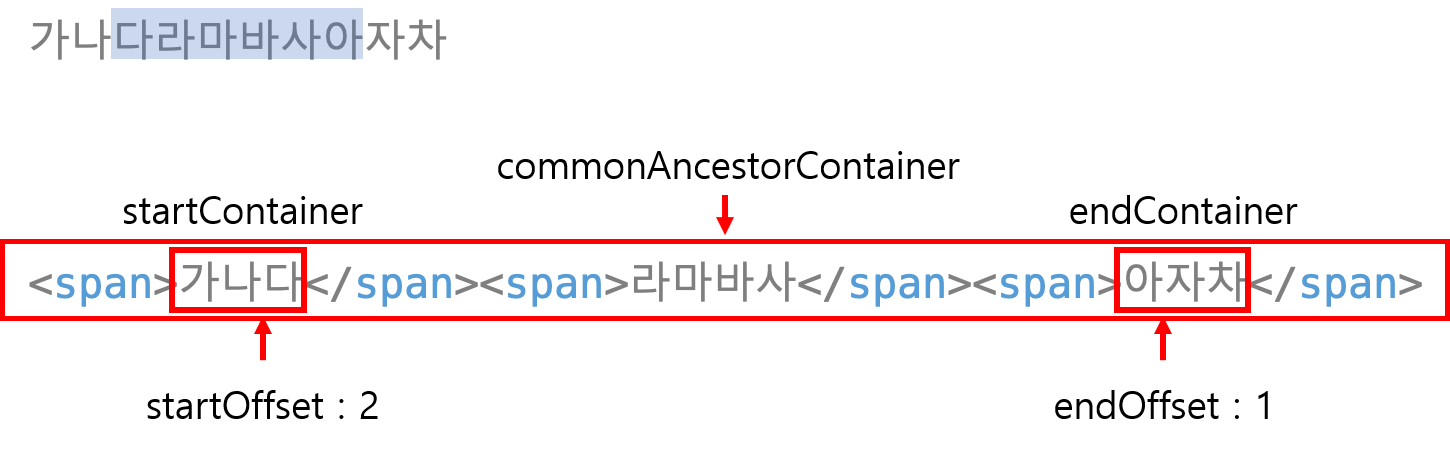 가나다라마바사아자차
commonAncestorContainer
startContainer
endContainer
<span>가나다</span><span>라마바사</span><span>아자차</span>
startOffset : 2
endOffset : 1